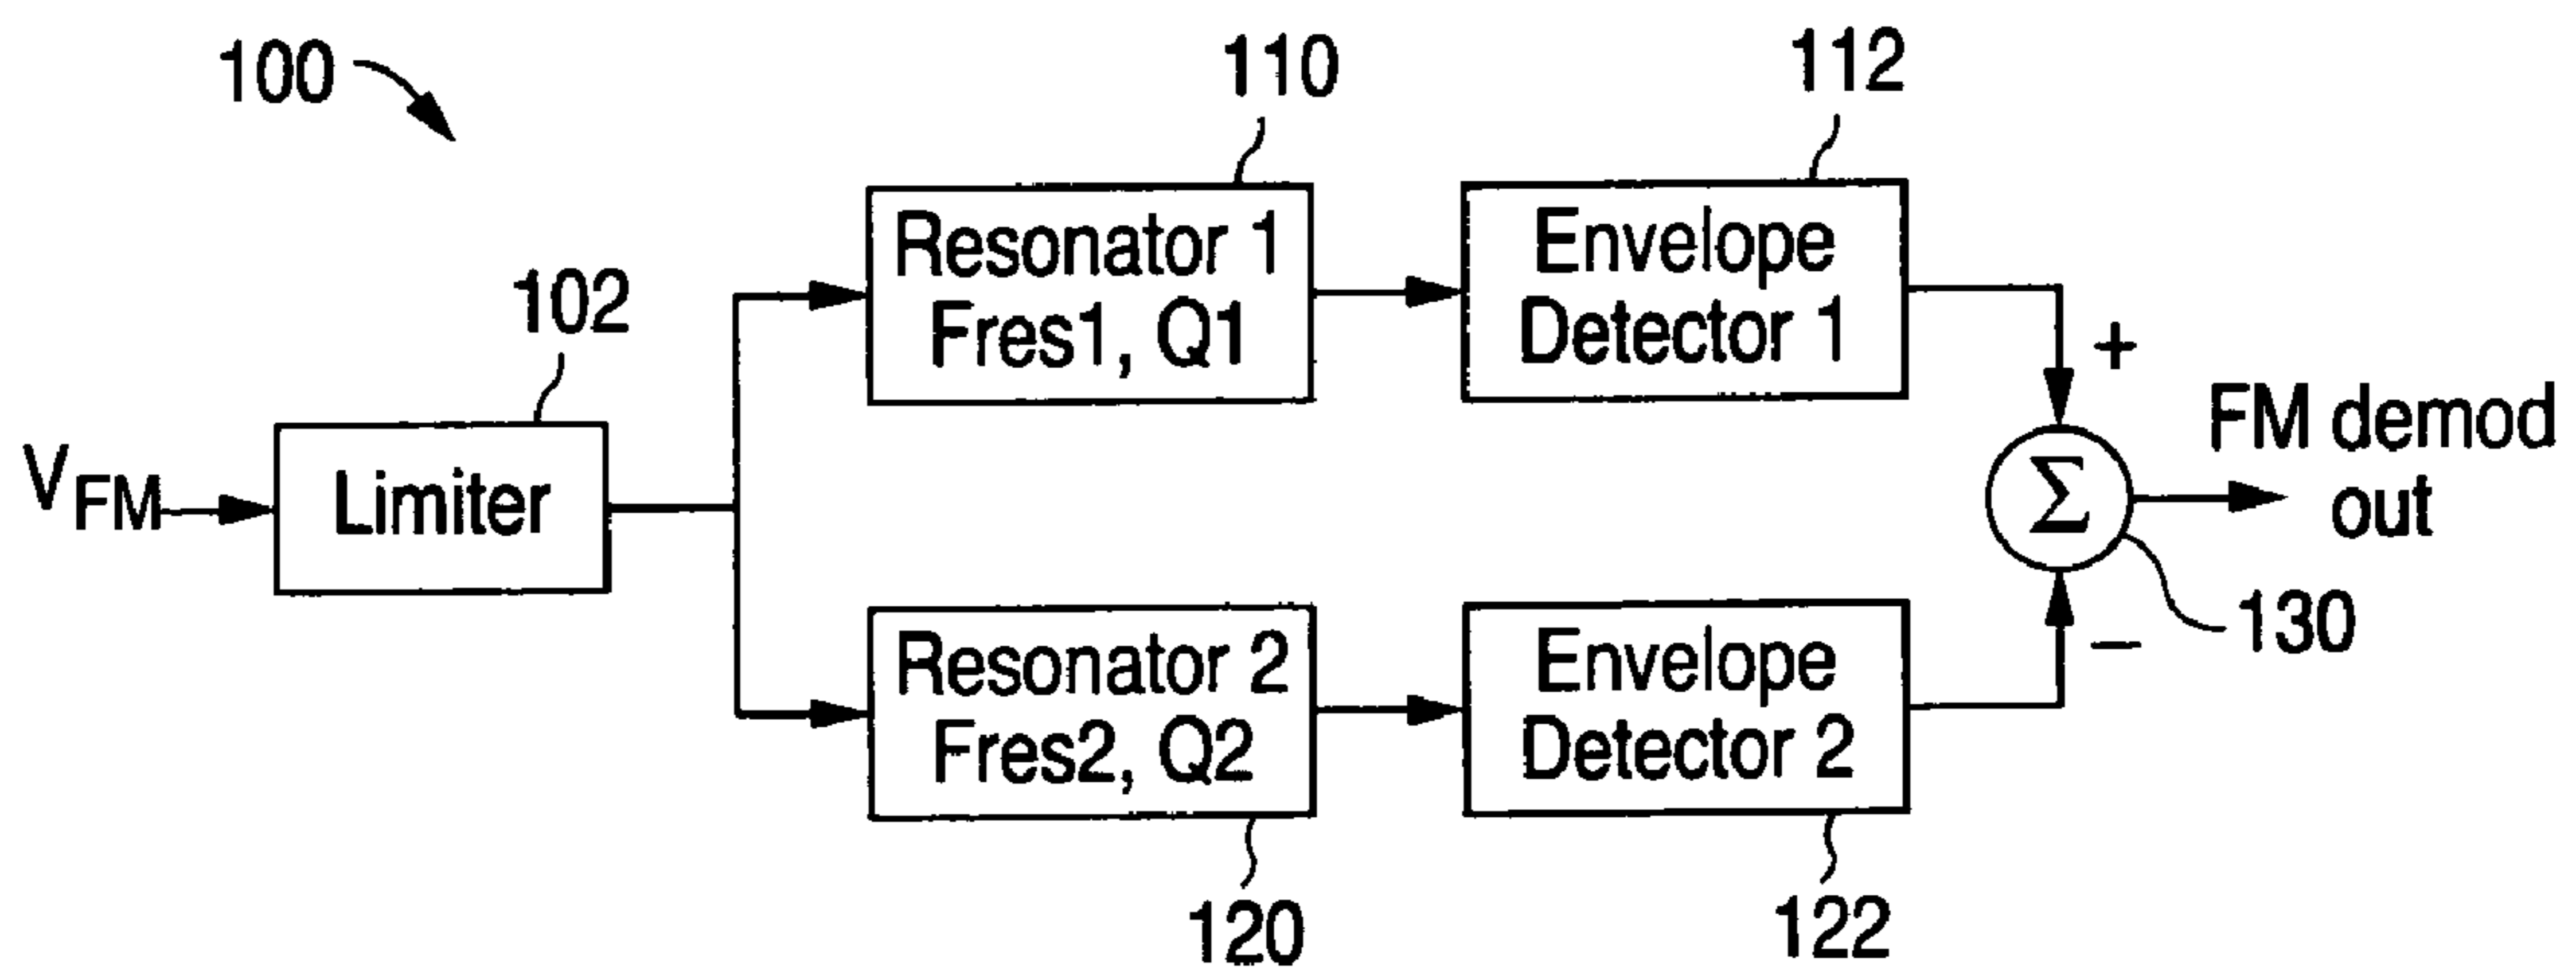 100
110
112
102
Resonator 1
Fres1, Q1
Envelope
Detector 1
+
FM demod
out
V_FM
Limiter
Σ
Resonator 2
Fres2, Q2
Envelope
Detector 2
−
130
120
122